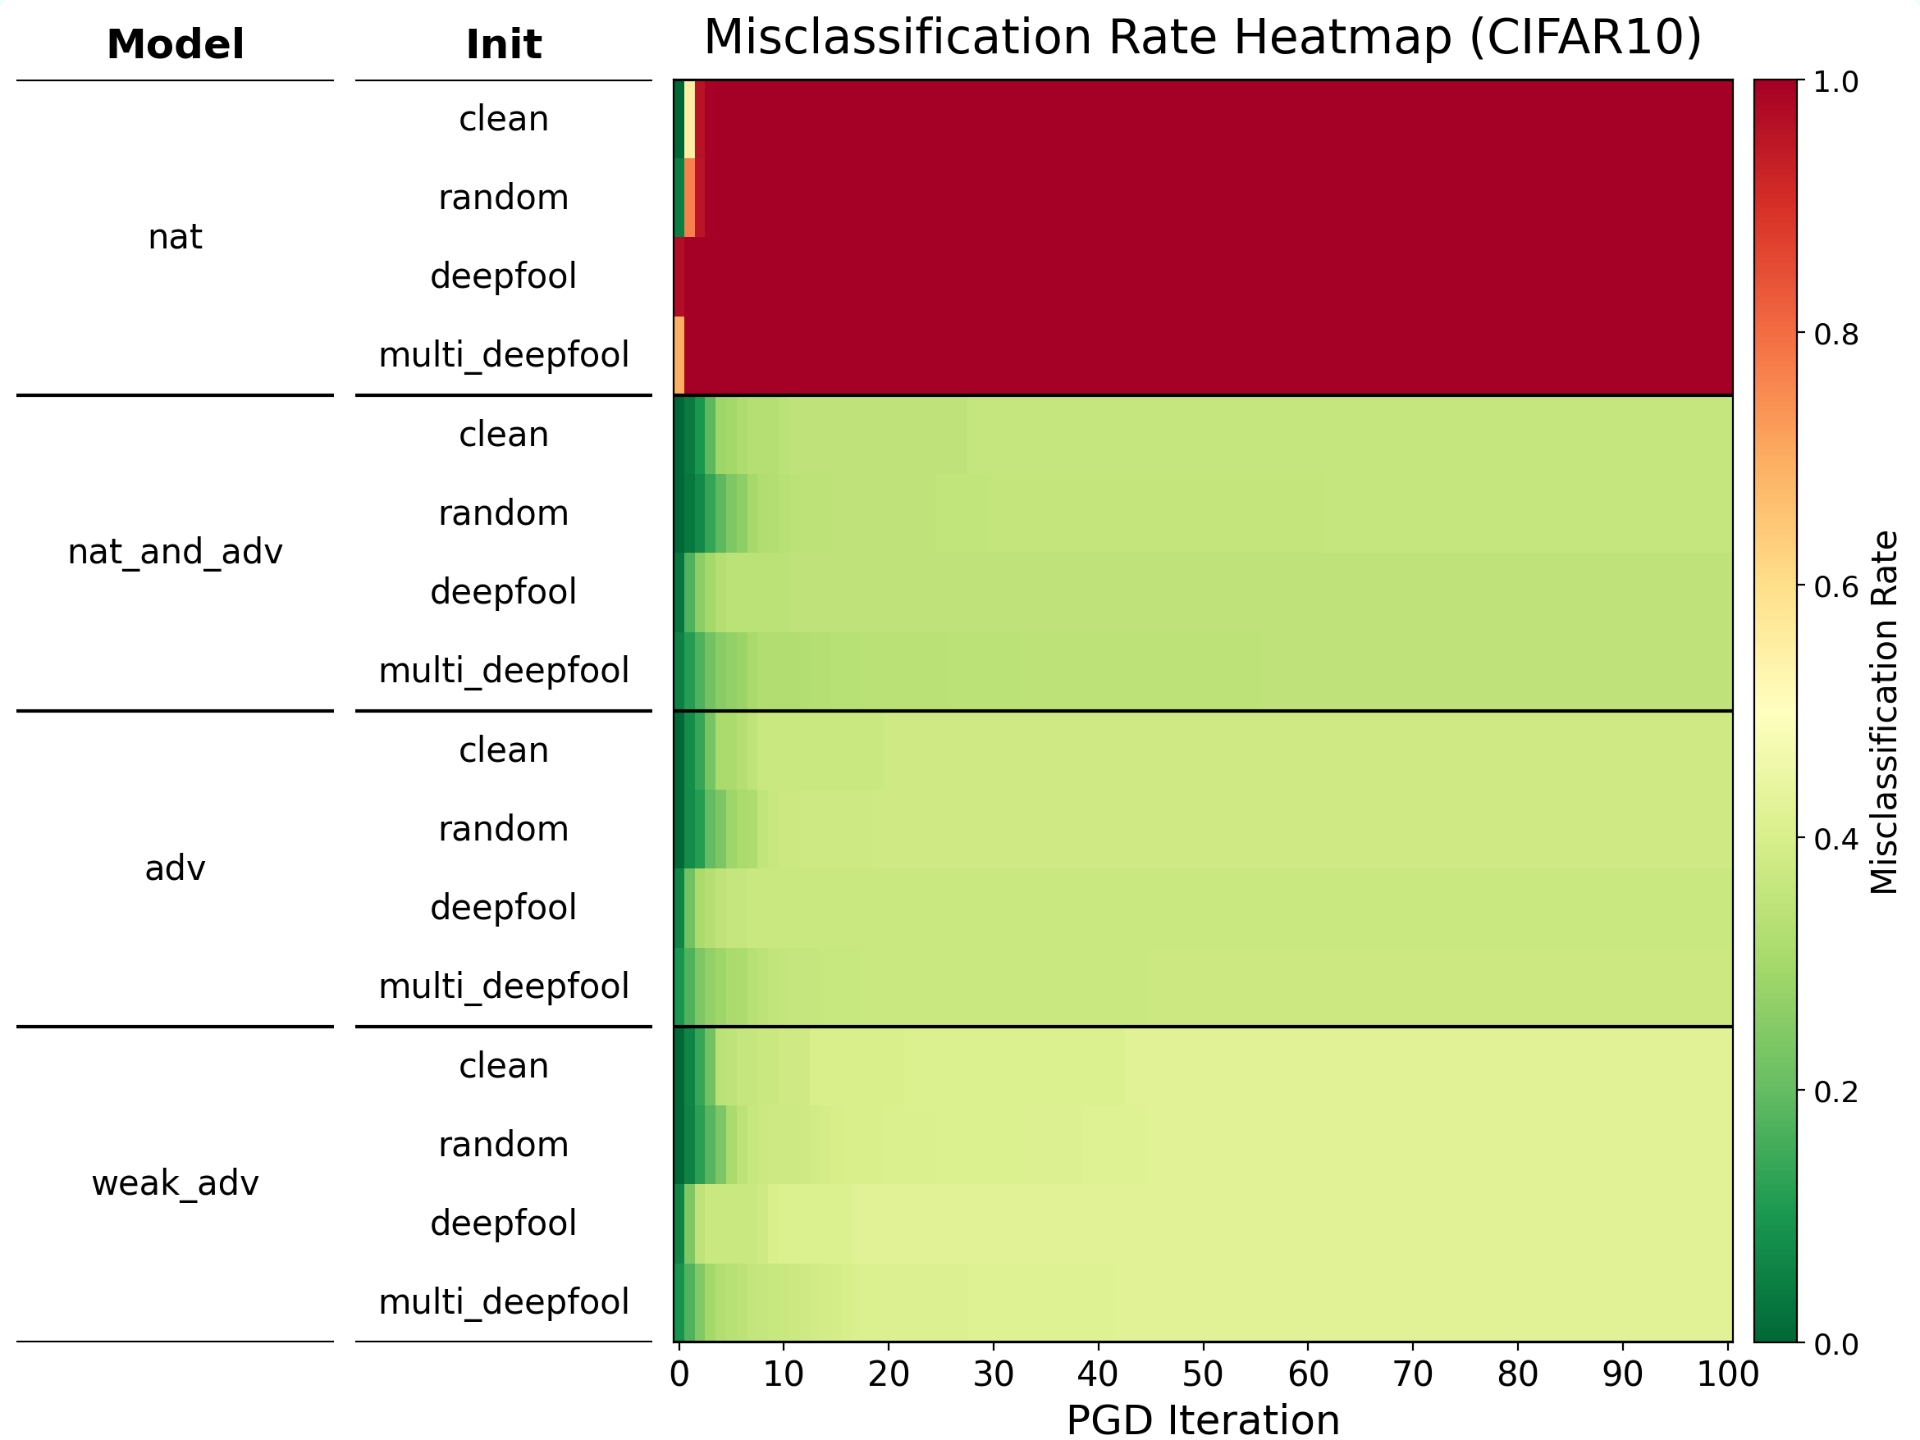 Model Init Misclassification Rate Heatmap (CIFAR10)
nat
clean
random
deepfool
multi_deepfool
nat_and_adv
clean
random
deepfool
multi_deepfool
adv
clean
random
deepfool
multi_deepfool
weak_adv
clean
random
deepfool
multi_deepfool
0 10 20 30 40 50 60 70 80 90 100
PGD Iteration
1.0
0.8
0.6
0.4
0.2
0.0
Misclassification Rate